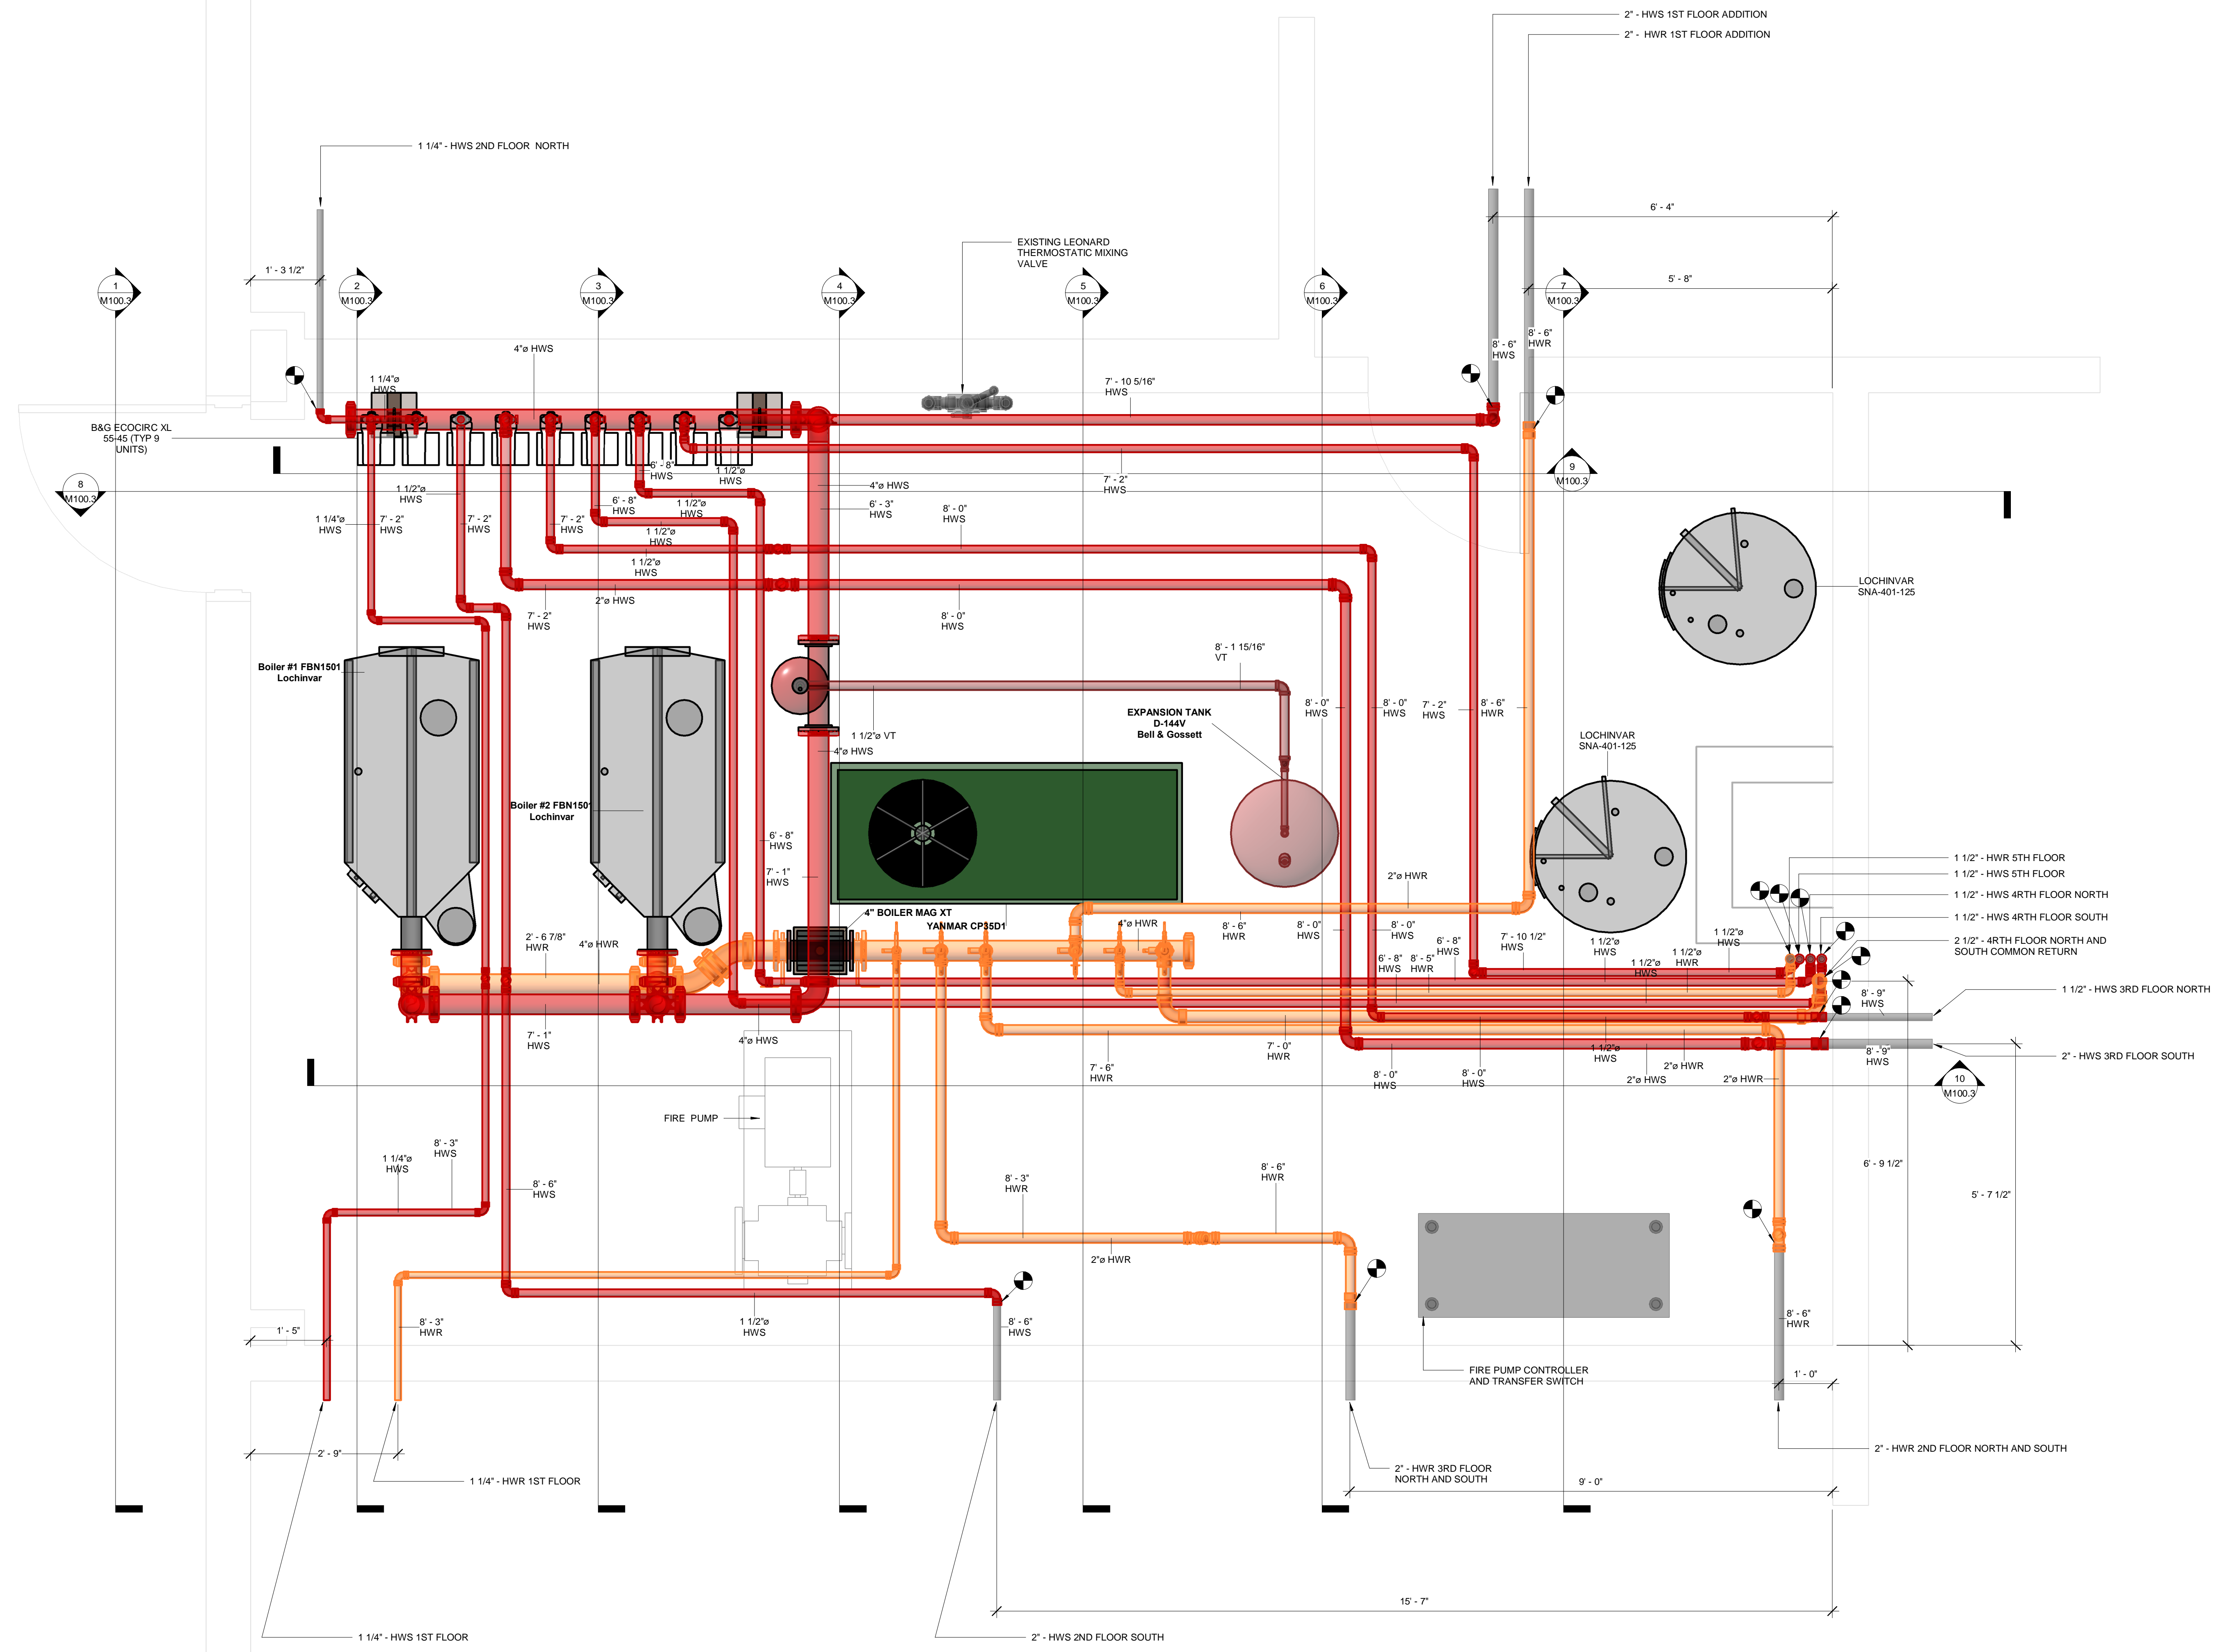 2" - HWS 1ST FLOOR ADDITION
2" - HWR 1ST FLOOR ADDITION
1 1/4" - HWS 2ND FLOOR NORTH
6' - 4"
EXISTING LEONARD
THERMOSTATIC MIXING
VALVE
1' - 3 1/2"
5' - 8"
1
M100.3
2
M100.3
3
M100.3
4
M100.3
5
M100.3
6
M100.3
7
M100.3
8' - 6"
HWR
8' - 6"
HWS
4"ø HWS
1 1/4"ø
HWS
7' - 10 5/16"
HWS
B&G ECOCIRC XL
55-45 (TYP 9
UNITS)
6' - 8"
HWS
1 1/2"ø
HWS
9
M100.3
8
M100.3
4"ø HWS
7' - 2"
HWS
1 1/2"ø
HWS
6' - 8"
HWS
1 1/2"ø
HWS
6' - 3"
HWS
8' - 0"
HWS
1 1/4"ø
HWS
7' - 2"
HWS
7' - 2"
HWS
7' - 2"
HWS
1 1/2"ø
HWS
1 1/2"ø
HWS
LOCHINVAR
SNA-401-125
2"ø HWS
7' - 2"
HWS
8' - 0"
HWS
8' - 1 15/16"
VT
Boiler #1 FBN1501
Lochinvar
8' - 0"
HWS
8' - 0"
HWS
7' - 2"
HWS
8' - 6"
HWR
EXPANSION TANK
D-144V
Bell & Gossett
1 1/2"ø VT
LOCHINVAR
SNA-401-125
4"ø HWS
Boiler #2 FBN150
Lochinvar
6' - 8"
HWS
7' - 1"
HWS
2"ø HWR
1 1/2" - HWR 5TH FLOOR
1 1/2" - HWS 5TH FLOOR
1 1/2" - HWS 4RTH FLOOR NORTH
1 1/2" - HWS 4RTH FLOOR SOUTH
2 1/2" - 4RTH FLOOR NORTH AND
SOUTH COMMON RETURN
4" BOILER MAG XT
YANMAR CP35D1
4"ø HWR
8' - 6"
HWR
8' - 0"
HWS
8' - 0"
HWS
2' - 6 7/8"
HWR
4"ø HWR
6' - 8"
HWS
7' - 10 1/2"
HWS
1 1/2"ø
HWS
1 1/2"ø
HWS
1 1/2"ø
HWR
6' - 8"
HWS
8' - 5"
HWR
1 1/2"ø
HWS
8' - 9"
HWS
1 1/2" - HWS 3RD FLOOR NORTH
7' - 1"
HWS
4"ø HWS
7' - 0"
HWR
1 1/2"ø
HWS
2"ø HWR
8' - 9"
HWS
2" - HWS 3RD FLOOR SOUTH
7' - 6"
HWR
8' - 0"
HWS
8' - 0"
HWS
2"ø HWS
2"ø HWR
10
M100.3
FIRE PUMP
8' - 3"
HWS
1 1/4"ø
HWS
8' - 6"
HWS
8' - 3"
HWR
8' - 6"
HWR
6' - 9 1/2"
5' - 7 1/2"
2"ø HWR
1' - 5"
8' - 3"
HWR
1 1/2"ø
HWS
8' - 6"
HWS
8' - 6"
HWR
FIRE PUMP CONTROLLER
AND TRANSFER SWITCH
1' - 0"
2' - 9"
2" - HWR 2ND FLOOR NORTH AND SOUTH
1 1/4" - HWR 1ST FLOOR
2" - HWR 3RD FLOOR
NORTH AND SOUTH
9' - 0"
15' - 7"
1 1/4" - HWS 1ST FLOOR
2" - HWS 2ND FLOOR SOUTH